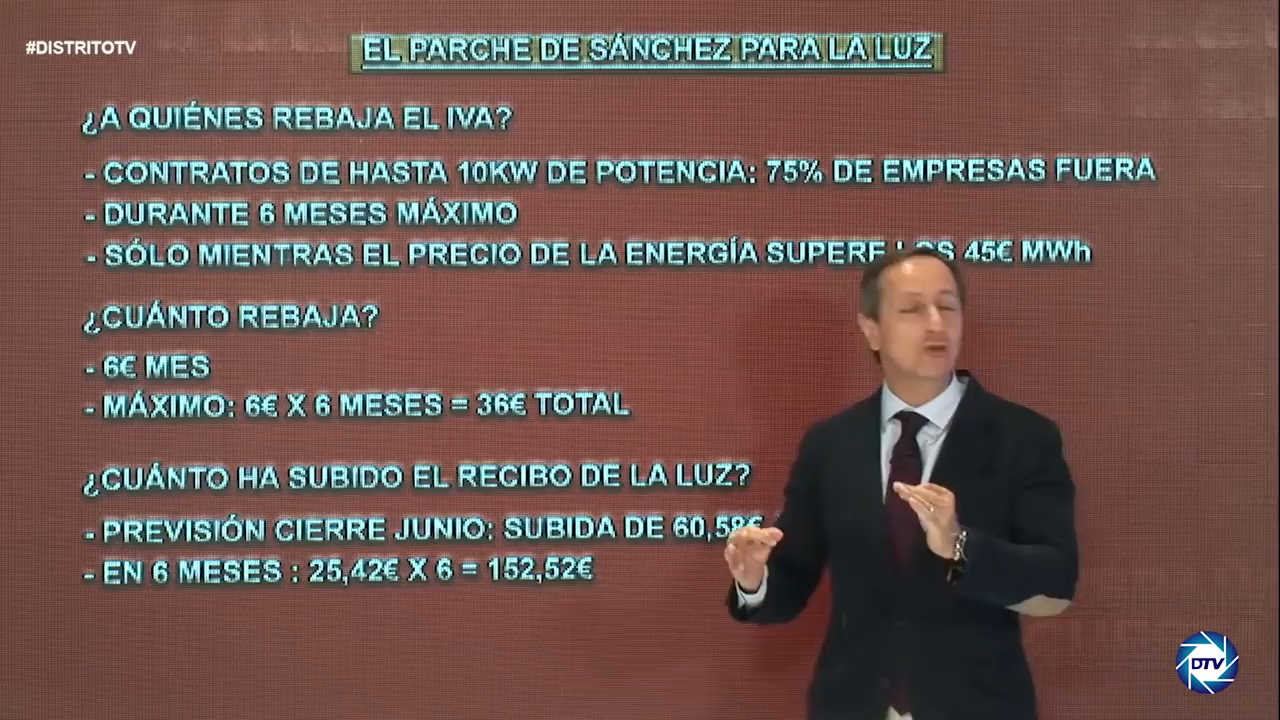 #DISTRITOTV
EL PARCHE DE SÁNCHEZ PARA LA LUZ
¿A QUIÉNES REBAJA EL IVA?
- CONTRATOS DE HASTA 10KW DE POTENCIA: 75% DE EMPRESAS FUERA
- DURANTE 6 MESES MÁXIMO
- SÓLO MIENTRAS EL PRECIO DE LA ENERGÍA SUPERE 45€ MWh
¿CUÁNTO REBAJA?
- 6€ MES
- MÁXIMO: 6€ X 6 MESES = 36€ TOTAL
¿CUÁNTO HA SUBIDO EL RECIBO DE LA LUZ?
- PREVISIÓN CIERRE JUNIO: SUBIDA DE 60,58€
- EN 6 MESES : 25,42€ X 6 = 152,52€
DTV